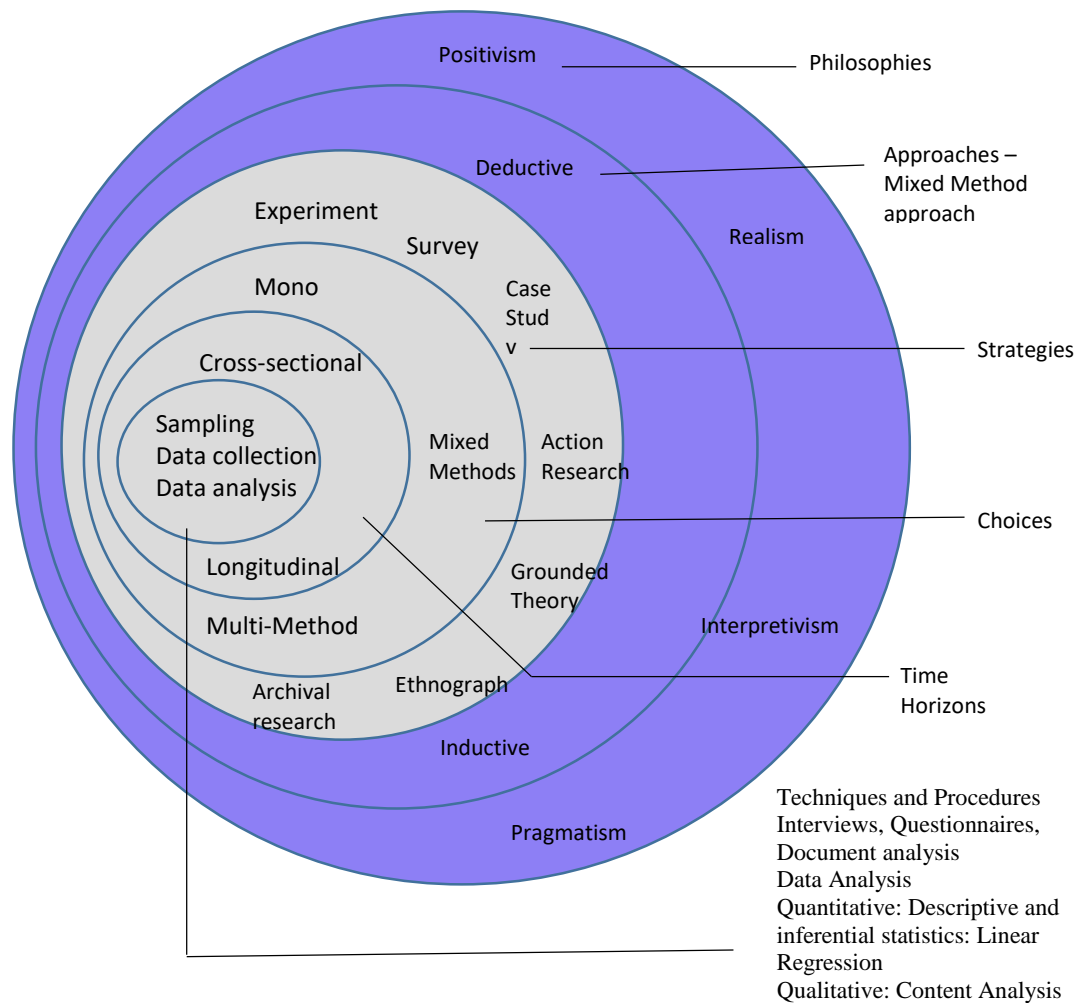 Positivism
Philosophies
Deductive
Approaches –
Mixed Method
approach
Experiment
Realism
Survey
Mono
Case
Stud
v
Strategies
Cross-sectional
Sampling
Data collection
Data analysis
Mixed
Methods
Action
Research
Choices
Longitudinal
Grounded
Theory
Multi-Method
Interpretivism
Ethnograph
Archival
research
Time
Horizons
Inductive
Pragmatism
Techniques and Procedures
Interviews, Questionnaires,
Document analysis
Data Analysis
Quantitative: Descriptive and
inferential statistics: Linear
Regression
Qualitative: Content Analysis